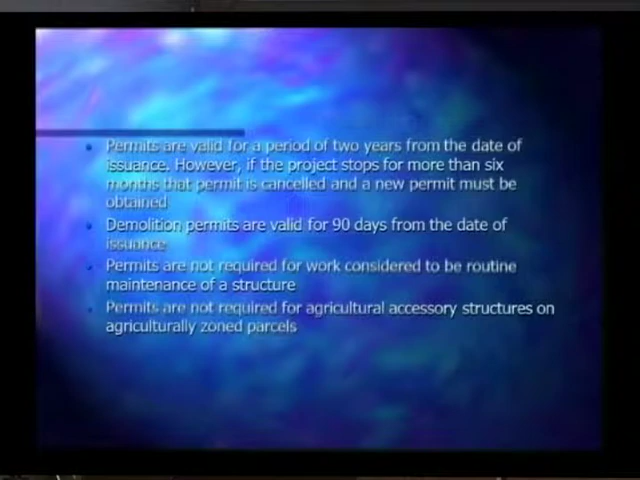 Permits are valid for a period of two years from the date of
issuance. However, if the project stops for more than six
months that permit is cancelled and a new permit must be
obtained
Demolition permits are valid for 90 days from the date of
issuance
Permits are not required for work considered to be routine
maintenance of a structure
Permits are not required for agricultural accessory structures on
agriculturally zoned parcels